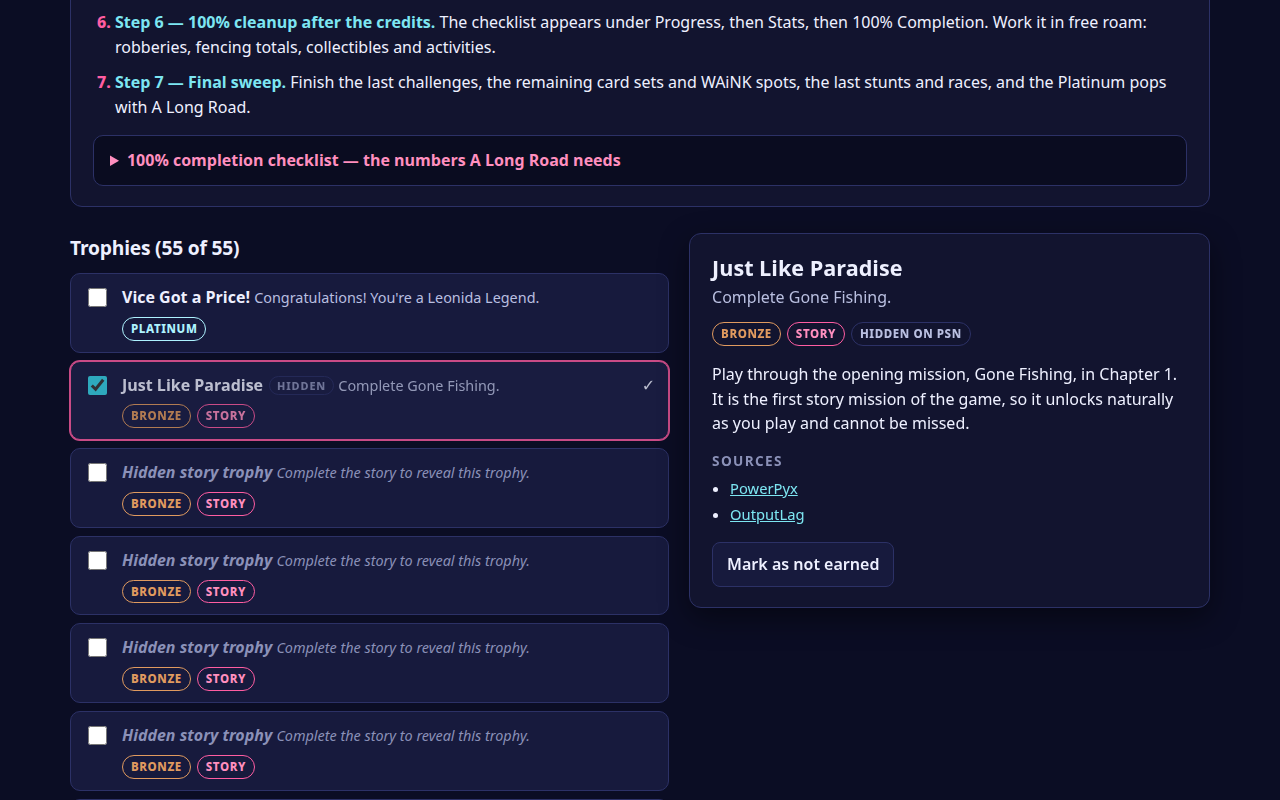 6. Step 6 — 100% cleanup after the credits. The checklist appears under Progress, then Stats, then 100% Completion. Work it in free roam:
robberies, fencing totals, collectibles and activities.
7. Step 7 — Final sweep. Finish the last challenges, the remaining card sets and WAiNK spots, the last stunts and races, and the Platinum pops
with A Long Road.
▶ 100% completion checklist — the numbers A Long Road needs
Trophies (55 of 55)
Vice Got a Price! Congratulations! You're a Leonida Legend.
PLATINUM
Just Like Paradise HIDDEN Complete Gone Fishing. ✓
BRONZE STORY
Hidden story trophy Complete the story to reveal this trophy.
BRONZE STORY
Hidden story trophy Complete the story to reveal this trophy.
BRONZE STORY
Hidden story trophy Complete the story to reveal this trophy.
BRONZE STORY
Hidden story trophy Complete the story to reveal this trophy.
BRONZE STORY
Just Like Paradise
Complete Gone Fishing.
BRONZE STORY HIDDEN ON PSN
Play through the opening mission, Gone Fishing, in Chapter 1.
It is the first story mission of the game, so it unlocks naturally
as you play and cannot be missed.
SOURCES
• PowerPyx
• OutputLag
Mark as not earned